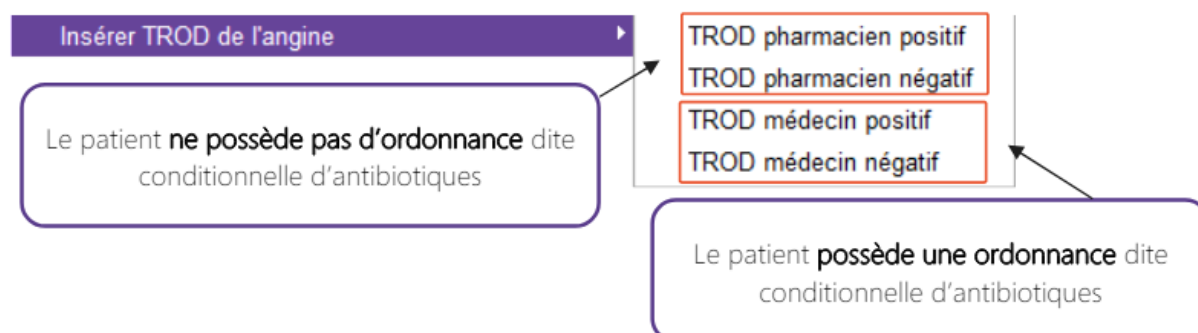 Insérer TROD de l'angine
TROD pharmacien positif
TROD pharmacien négatif
TROD médecin positif
TROD médecin négatif
Le patient ne possède pas d’ordonnance dite
conditionnelle d’antibiotiques
Le patient possède une ordonnance dite
conditionnelle d’antibiotiques